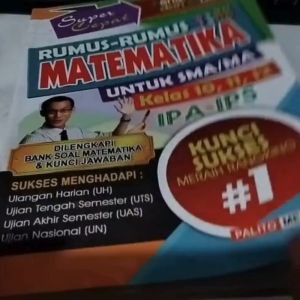 Super
Cepat
RUMUS-RUMUS
MATEMATIKA
UNTUK SMA/MA
Kelas 10, 11, 12
IPA-IPS
DILENGKAPI
BANK SOAL MATEMATIKA
& KUNCI JAWABAN
SUKSES MENGHADAPI :
Ulangan Harian (UH)
Ujian Tengah Semester (UTS)
Ujian Akhir Semester (UAS)
Ujian Nasional (UN)
KUNCI
SUKSES
MERAIH RANGKING
#1
PALITO